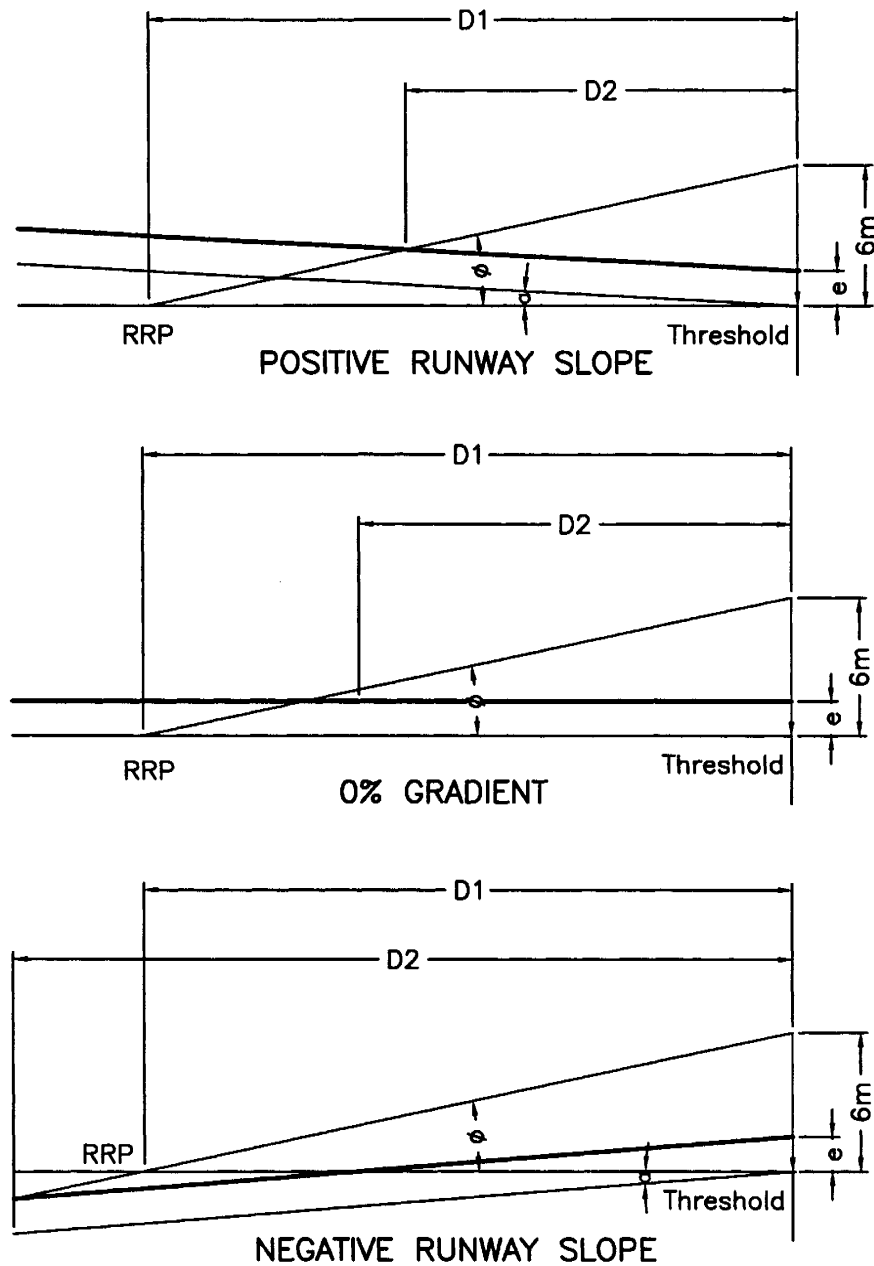 D1
D2
6m
e
ϕ
α
RRP
Threshold
POSITIVE RUNWAY SLOPE
D1
D2
6m
e
ϕ
RRP
Threshold
0% GRADIENT
D1
D2
6m
RRP
ϕ
e
α
Threshold
NEGATIVE RUNWAY SLOPE